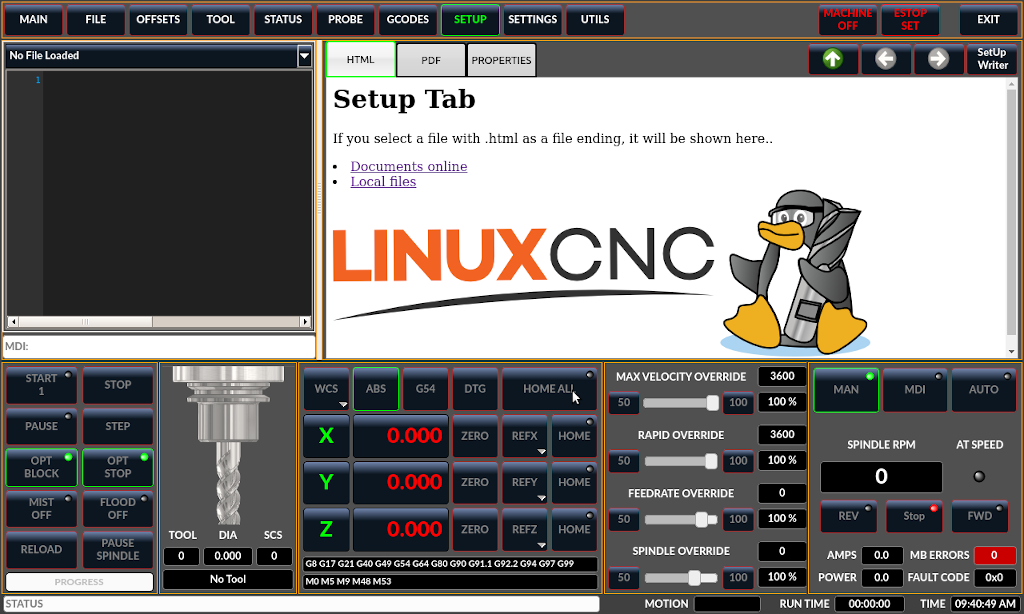 MAIN FILE OFFSETS TOOL STATUS PROBE GCODES SETUP SETTINGS UTILS MACHINE OFF ESTOP SET EXIT
No File Loaded
1
MDI:
HTML PDF PROPERTIES SetUp Writer
Setup Tab
If you select a file with .html as a file ending, it will be shown here..
Documents online
Local files
LINUXCNC
START 1 STOP
PAUSE STEP
OPT BLOCK OPT STOP
MIST OFF FLOOD OFF
RELOAD PAUSE SPINDLE
PROGRESS
TOOL DIA SCS
0 0.000 0
No Tool
WCS ABS G54 DTG HOME ALL
X 0.000 ZERO REFX HOME
Y 0.000 ZERO REFY HOME
Z 0.000 ZERO REFZ HOME
G8 G17 G21 G40 G49 G54 G64 G80 G90 G91.1 G92.2 G94 G97 G99
M0 M5 M9 M48 M53
MAX VELOCITY OVERRIDE 3600
50 100 100 %
RAPID OVERRIDE 3600
50 100 100 %
FEEDRATE OVERRIDE 0
50 100 100 %
SPINDLE OVERRIDE 0
50 100 100 %
MAN MDI AUTO
SPINDLE RPM AT SPEED
0
REV Stop FWD
AMPS 0.0 MB ERRORS 0
POWER 0.0 FAULT CODE 0x0
STATUS MOTION RUN TIME 00:00:00 TIME 09:40:49 AM